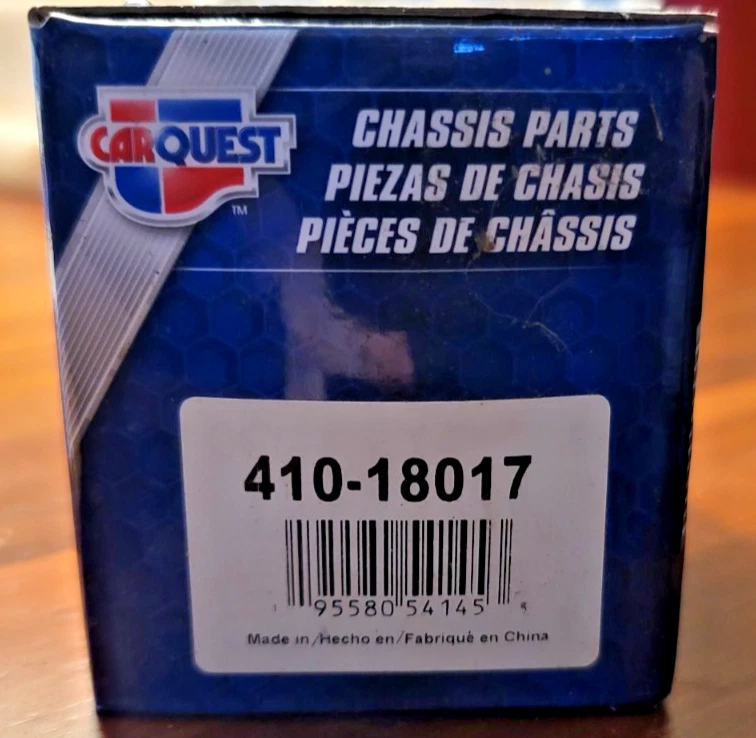 CARQUEST
TM
CHASSIS PARTS
PIEZAS DE CHASIS
PIÈCES DE CHÂSSIS
410-18017
95580 54145
Made in/Hecho en/Fabriqué en China